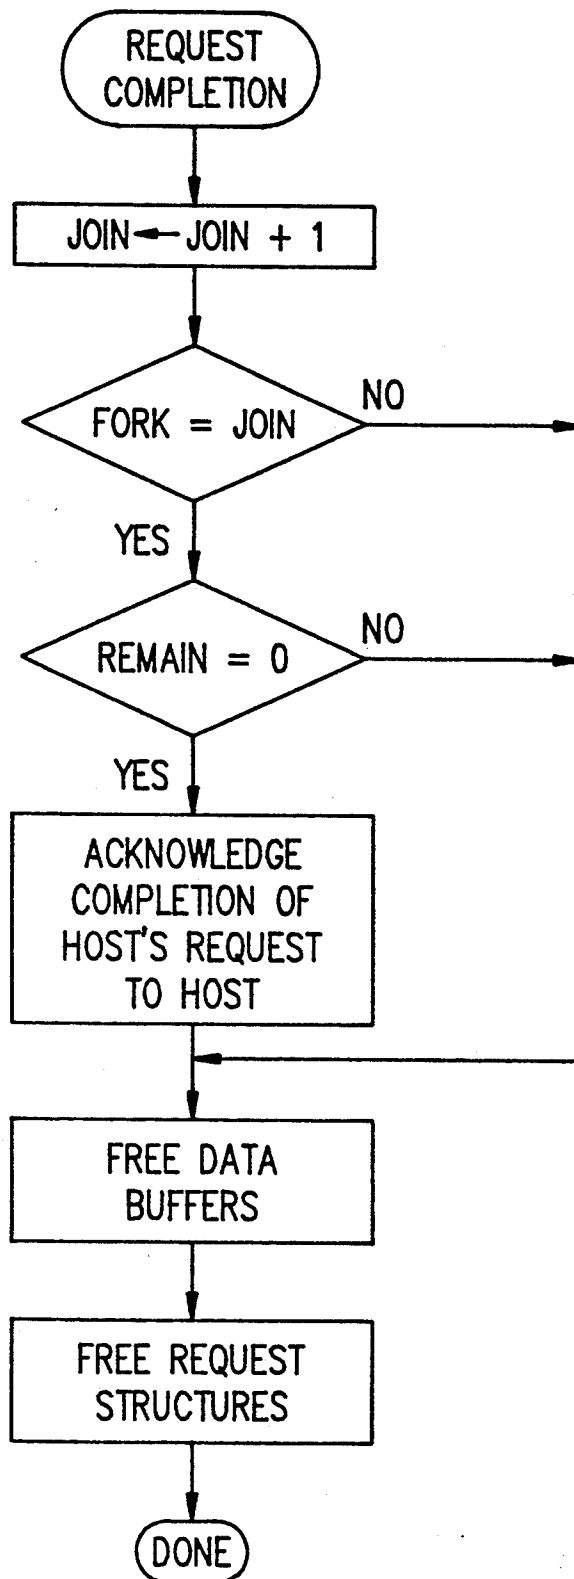 REQUEST
COMPLETION
JOIN ← JOIN + 1
FORK = JOIN
NO
YES
REMAIN = 0
NO
YES
ACKNOWLEDGE
COMPLETION OF
HOST'S REQUEST
TO HOST
FREE DATA
BUFFERS
FREE REQUEST
STRUCTURES
DONE